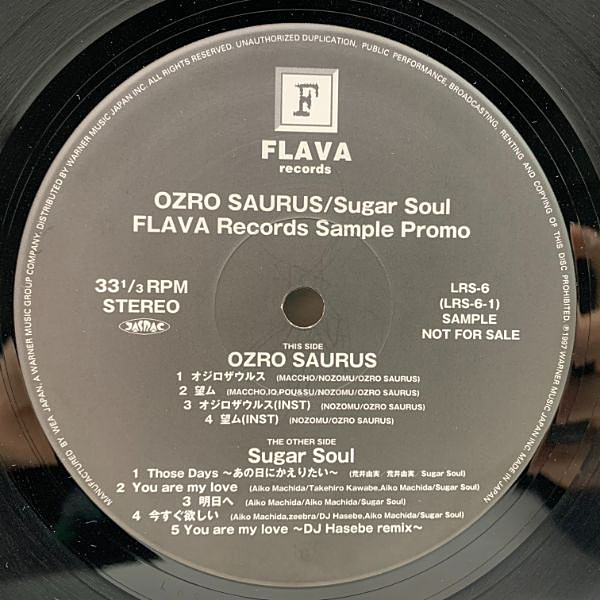 MANUFACTURED BY WEA JAPAN, A WARNER MUSIC GROUP COMPANY. DISTRIBUTED BY WARNER MUSIC JAPAN INC. ALL RIGHTS RESERVED. UNAUTHORIZED DUPLICATION, PUBLIC PERFORMANCE, BROADCASTING, RENTING AND COPYING OF THIS DISC PROHIBITED. ℗1997 WARNER MUSIC JAPAN INC. MADE IN JAPAN
F
FLAVA
records
OZRO SAURUS/Sugar Soul
FLAVA Records Sample Promo
33 1/3 RPM
STEREO
JASRAC
LRS-6
(LRS-6-1)
SAMPLE
NOT FOR SALE
THIS SIDE
OZRO SAURUS
1 オジロザウルス (MACCHO/NOZOMU/OZRO SAURUS)
2 望ム (MACCHO,IQ,POU&SU/NOZOMU/OZRO SAURUS)
3 オジロザウルス(INST) (NOZOMU/OZRO SAURUS)
4 望ム(INST) (NOZOMU/OZRO SAURUS)
THE OTHER SIDE
Sugar Soul
1 Those Days ～あの日にかえりたい～ (荒井由実/荒井由実/Sugar Soul)
2 You are my love (Aiko Machida/Takehiro Kawabe,Aiko Machida/Sugar Soul)
3 明日へ (Aiko Machida/Aiko Machida/Sugar Soul)
4 今すぐ欲しい (Aiko Machida,zeebra/DJ Hasebe,Aiko Machida/Sugar Soul)
5 You are my love ～DJ Hasebe remix～